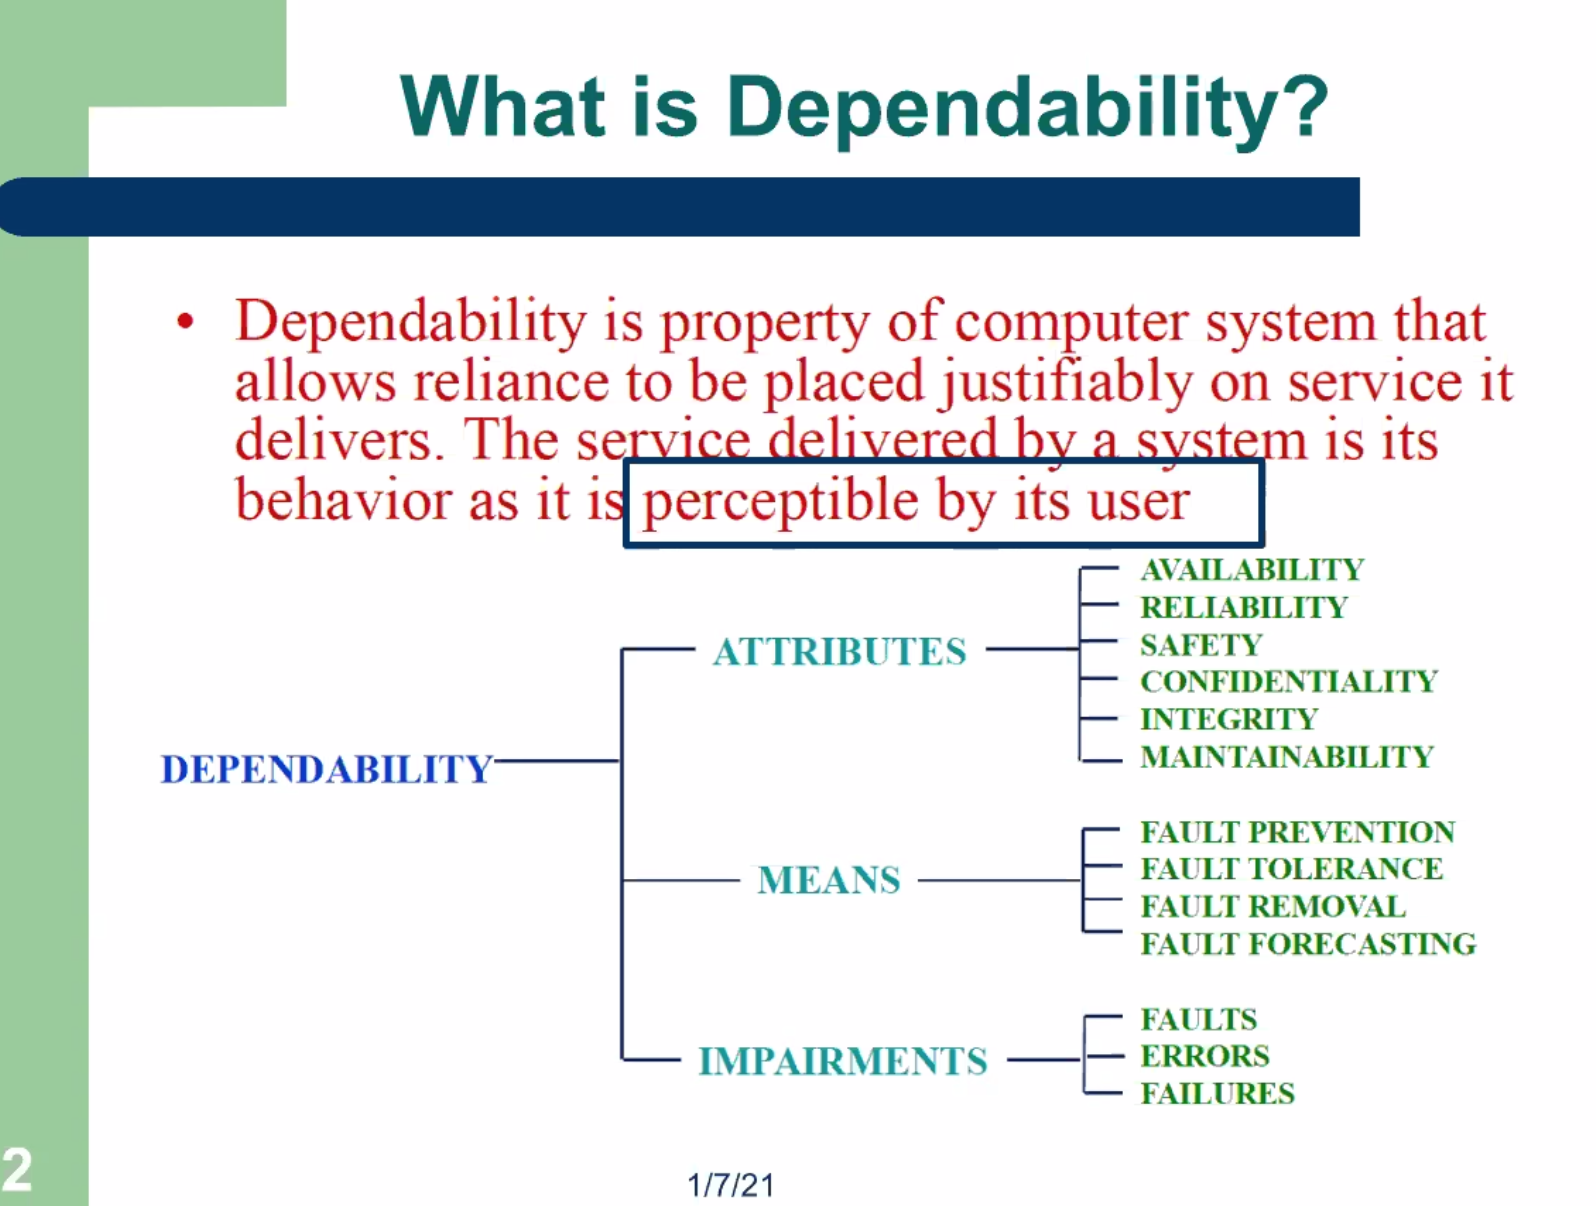 What is Dependability?
• Dependability is property of computer system that
allows reliance to be placed justifiably on service it
delivers. The service delivered by a system is its
behavior as it is perceptible by its user
DEPENDABILITY
ATTRIBUTES
AVAILABILITY
RELIABILITY
SAFETY
CONFIDENTIALITY
INTEGRITY
MAINTAINABILITY
MEANS
FAULT PREVENTION
FAULT TOLERANCE
FAULT REMOVAL
FAULT FORECASTING
IMPAIRMENTS
FAULTS
ERRORS
FAILURES
2
1/7/21